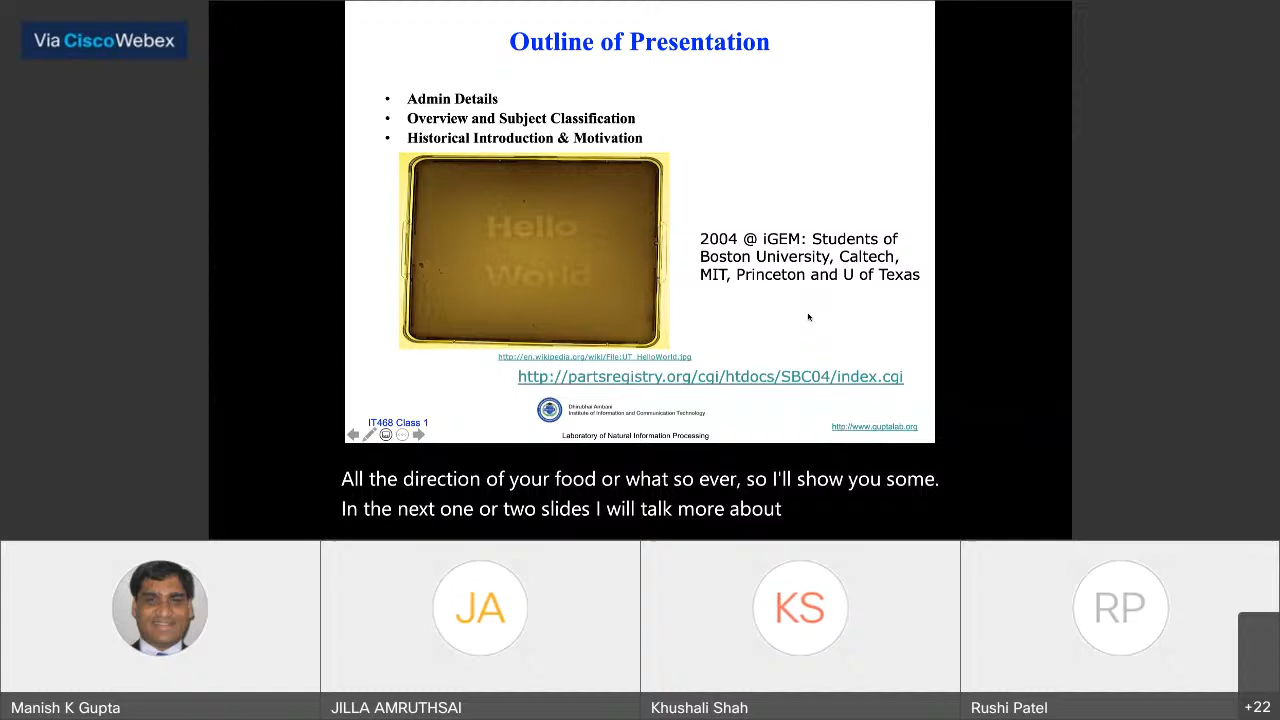 Via Cisco Webex
Outline of Presentation
• Admin Details
• Overview and Subject Classification
• Historical Introduction & Motivation
Hello
World
2004 @ iGEM: Students of
Boston University, Caltech,
MIT, Princeton and U of Texas
http://en.wikipedia.org/wiki/File:UT_HelloWorld.jpg
http://partsregistry.org/cgi/htdocs/SBC04/index.cgi
Dhirubhai Ambani
Institute of Information and Communication Technology
IT468 Class 1
http://www.guptalab.org
Laboratory of Natural Information Processing
All the direction of your food or what so ever, so I'll show you some.
In the next one or two slides I will talk more about
JA
KS
RP
Manish K Gupta
JILLA AMRUTHSAI
Khushali Shah
Rushi Patel
+22